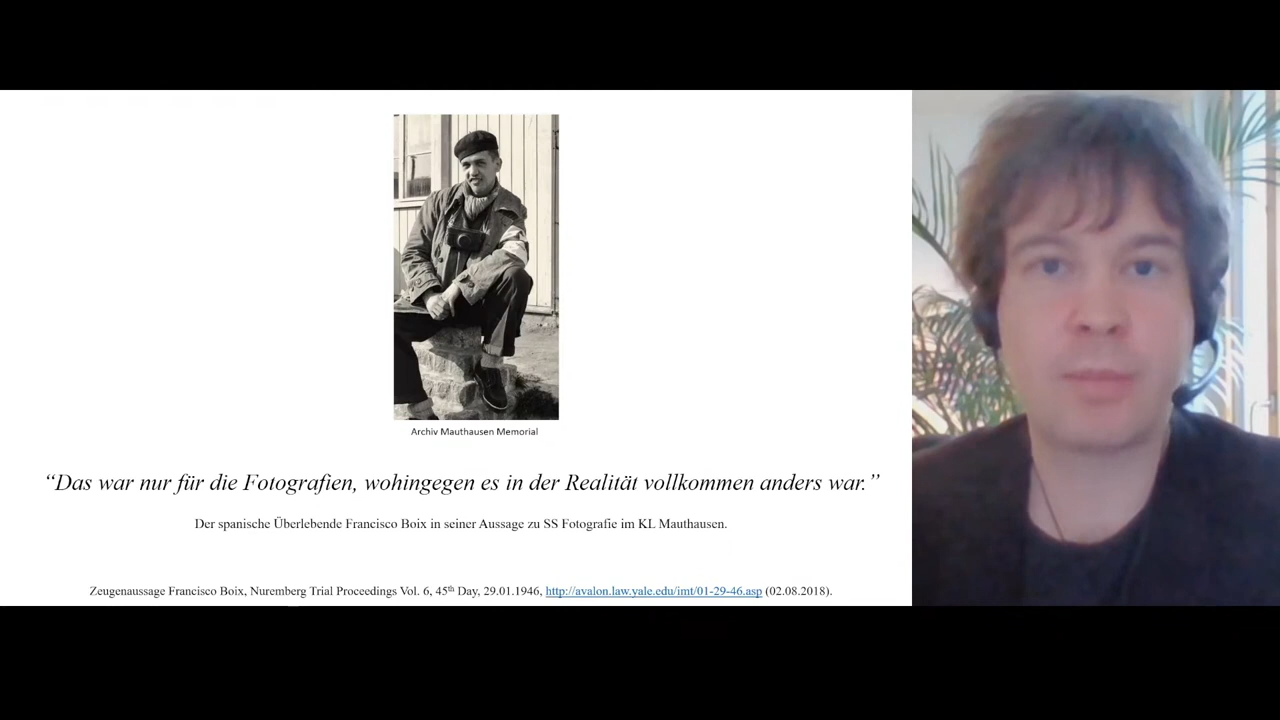 Archiv Mauthausen Memorial
“Das war nur für die Fotografien, wohingegen es in der Realität vollkommen anders war.”
Der spanische Überlebende Francisco Boix in seiner Aussage zu SS Fotografie im KL Mauthausen.
Zeugenaussage Francisco Boix, Nuremberg Trial Proceedings Vol. 6, 45th Day, 29.01.1946, http://avalon.law.yale.edu/imt/01-29-46.asp (02.08.2018).